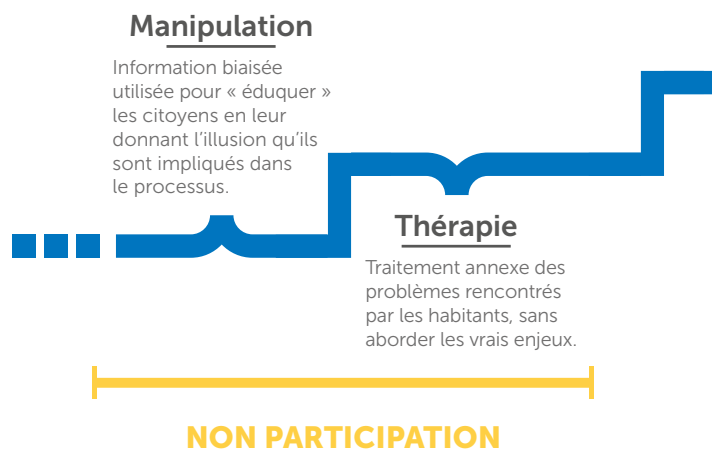 Manipulation
Information biaisée
utilisée pour « éduquer »
les citoyens en leur
donnant l’illusion qu’ils
sont impliqués dans
le processus.
Thérapie
Traitement annexe des
problèmes rencontrés
par les habitants, sans
aborder les vrais enjeux.
NON PARTICIPATION